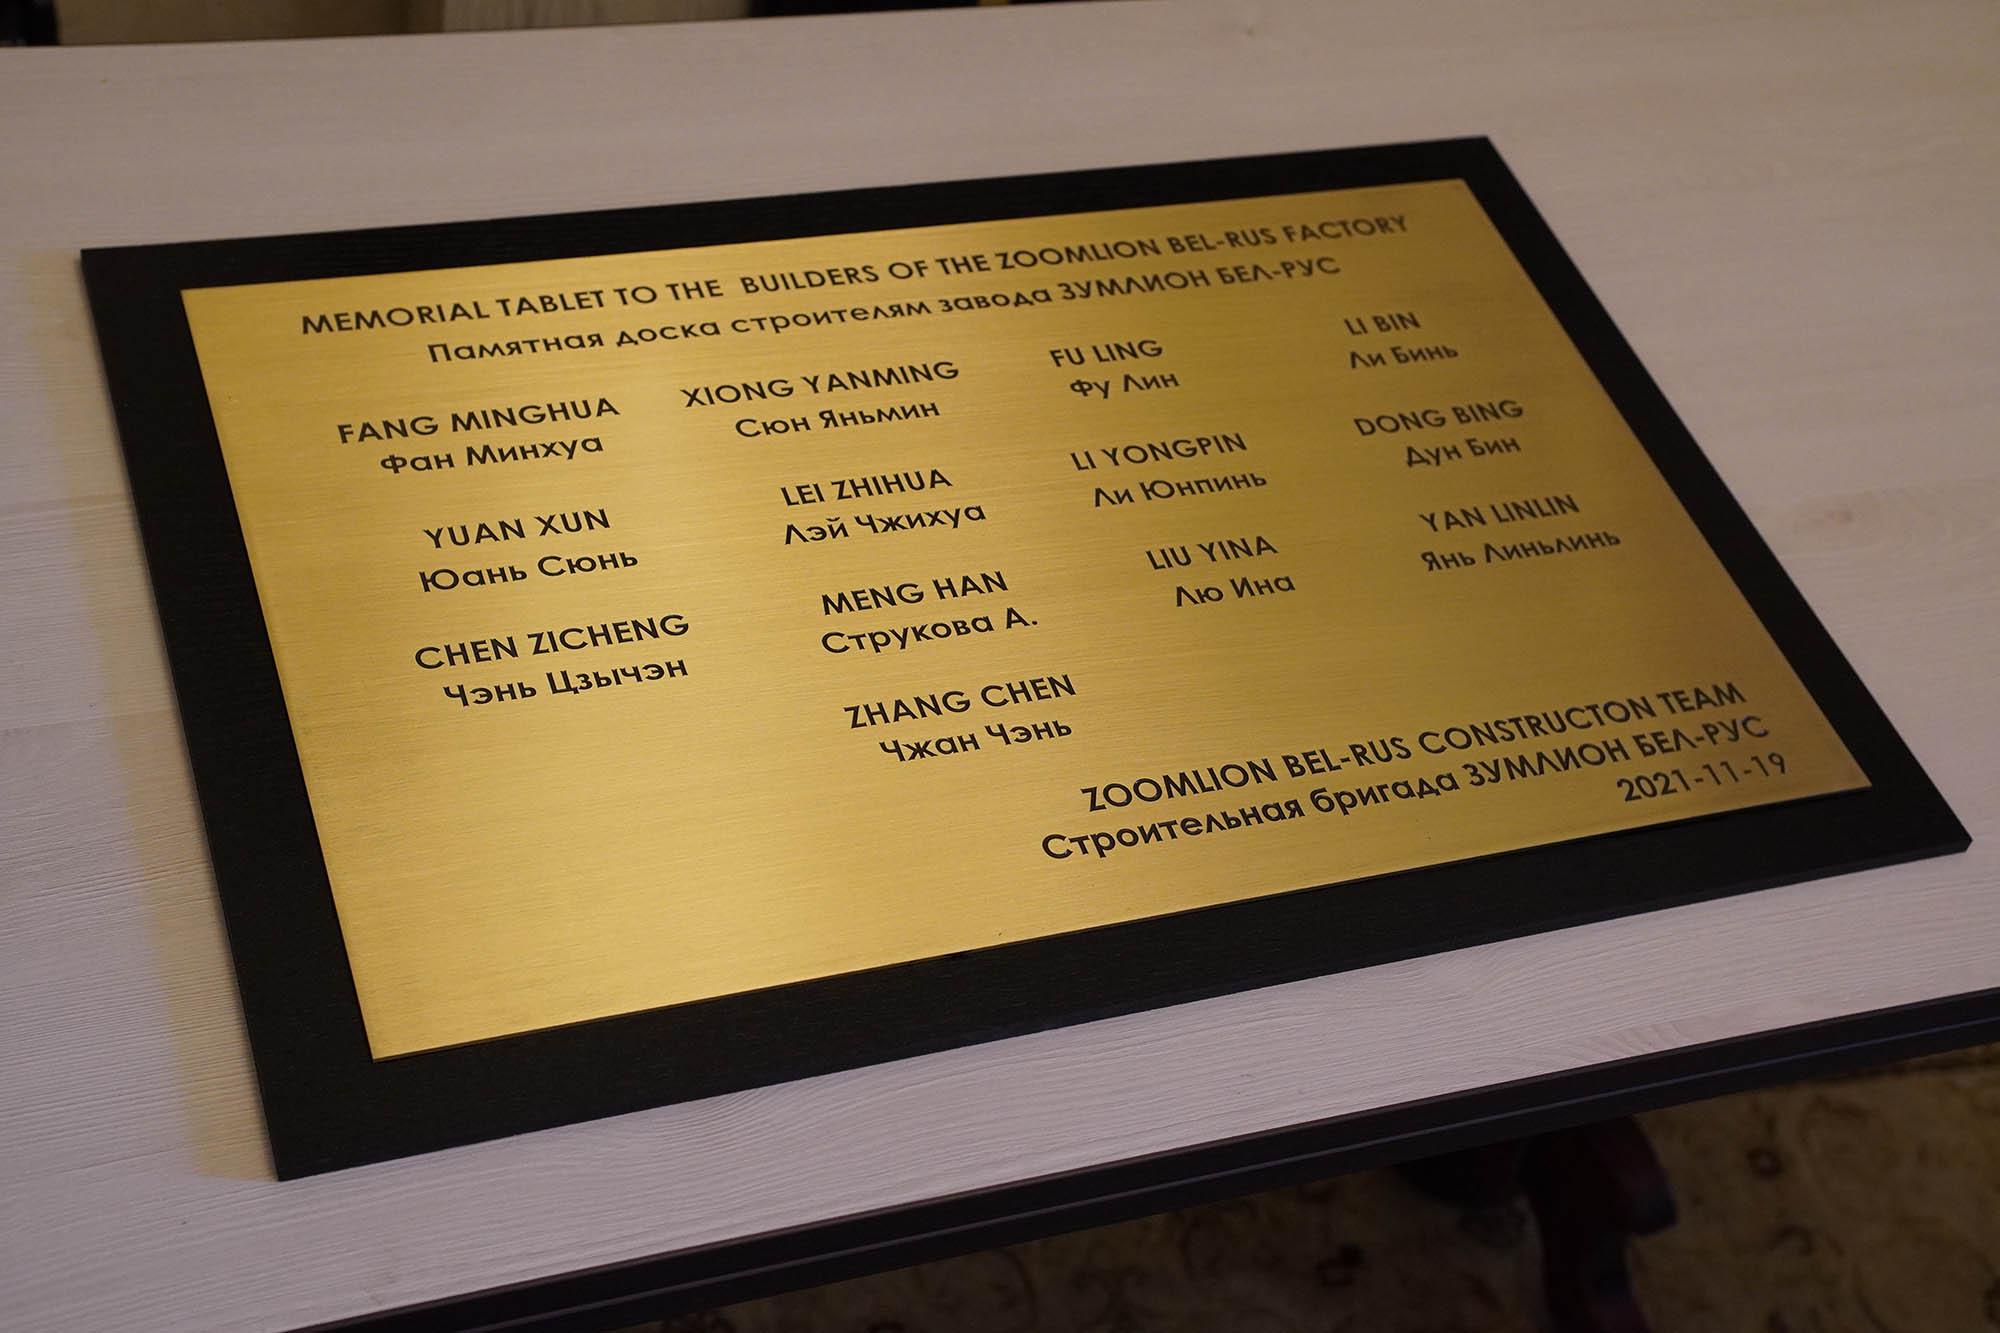 MEMORIAL TABLET TO THE BUILDERS OF THE ZOOMLION BEL-RUS FACTORY
Памятная доска строителям завода ЗУМЛИОН БЕЛ-РУС
FANG MINGHUA
Фан Минхуа
XIONG YANMING
Сюн Яньмин
FU LING
Фу Лин
LI BIN
Ли Бинь
YUAN XUN
Юань Сюнь
LEI ZHIHUA
Лэй Чжихуа
LI YONGPIN
Ли Юнпинь
DONG BING
Дун Бин
CHEN ZICHENG
Чэнь Цзычэн
MENG HAN
Струкова А.
LIU YINA
Лю Ина
YAN LINLIN
Янь Линьлинь
ZHANG CHEN
Чжан Чэнь
ZOOMLION BEL-RUS CONSTRUCTON TEAM
Строительная бригада ЗУМЛИОН БЕЛ-РУС
2021-11-19